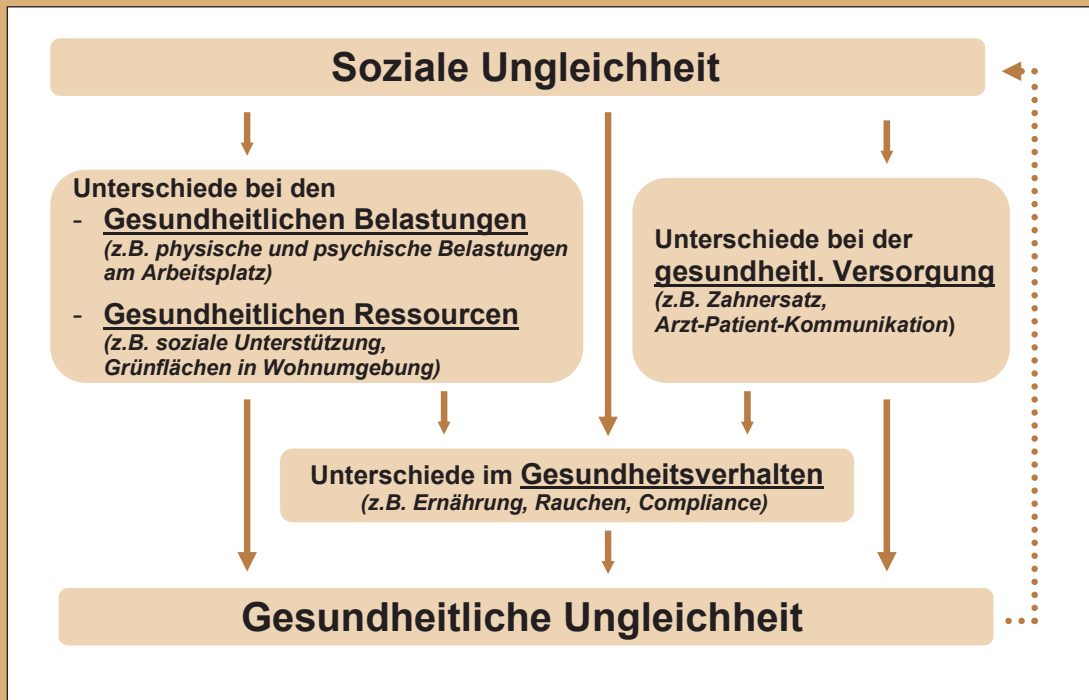 Soziale Ungleichheit
Unterschiede bei den
- Gesundheitlichen Belastungen
(z.B. physische und psychische Belastungen
am Arbeitsplatz)
- Gesundheitlichen Ressourcen
(z.B. soziale Unterstützung,
Grünflächen in Wohnumgebung)
Unterschiede bei der
gesundheitl. Versorgung
(z.B. Zahnersatz,
Arzt-Patient-Kommunikation)
Unterschiede im Gesundheitsverhalten
(z.B. Ernährung, Rauchen, Compliance)
Gesundheitliche Ungleichheit